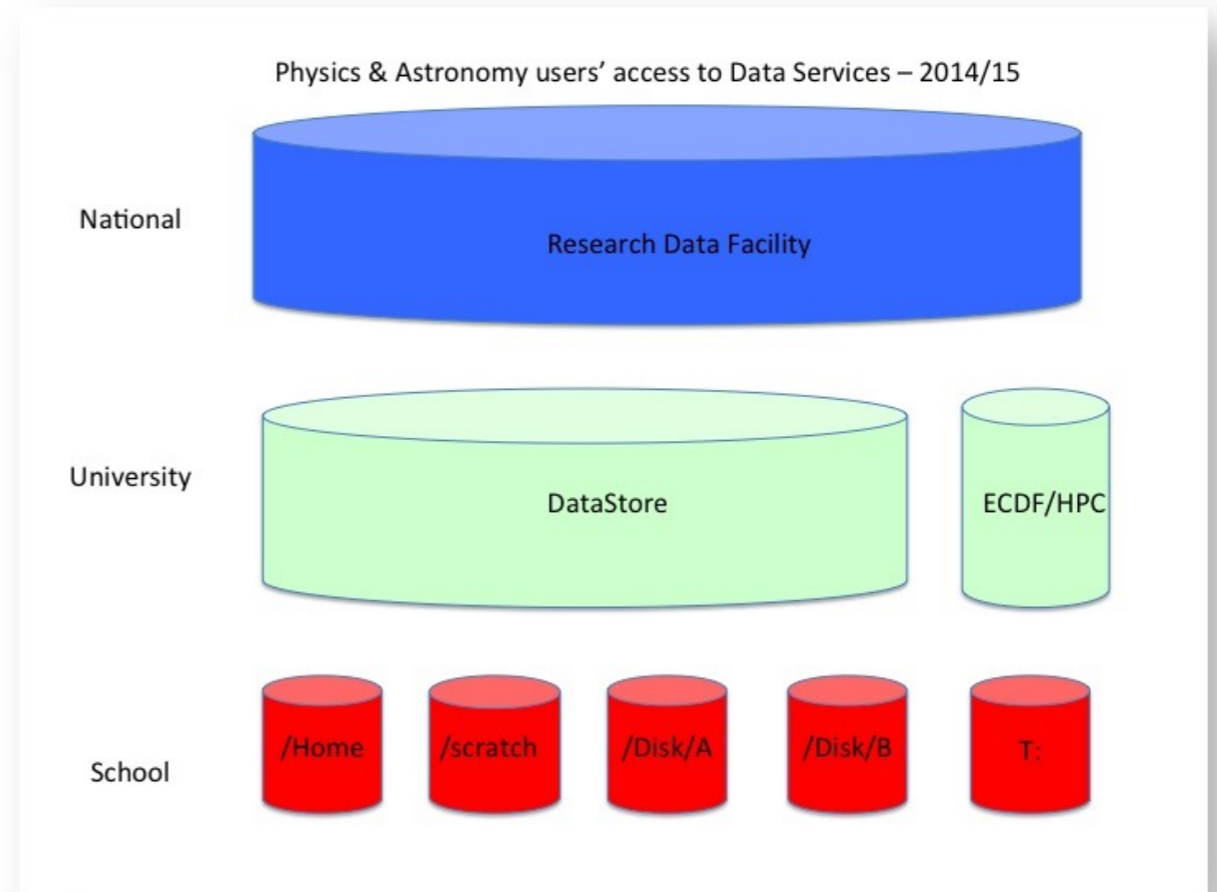 Physics & Astronomy users’ access to Data Services – 2014/15
National
Research Data Facility
University
DataStore
ECDF/HPC
School
/Home
/scratch
/Disk/A
/Disk/B
T: